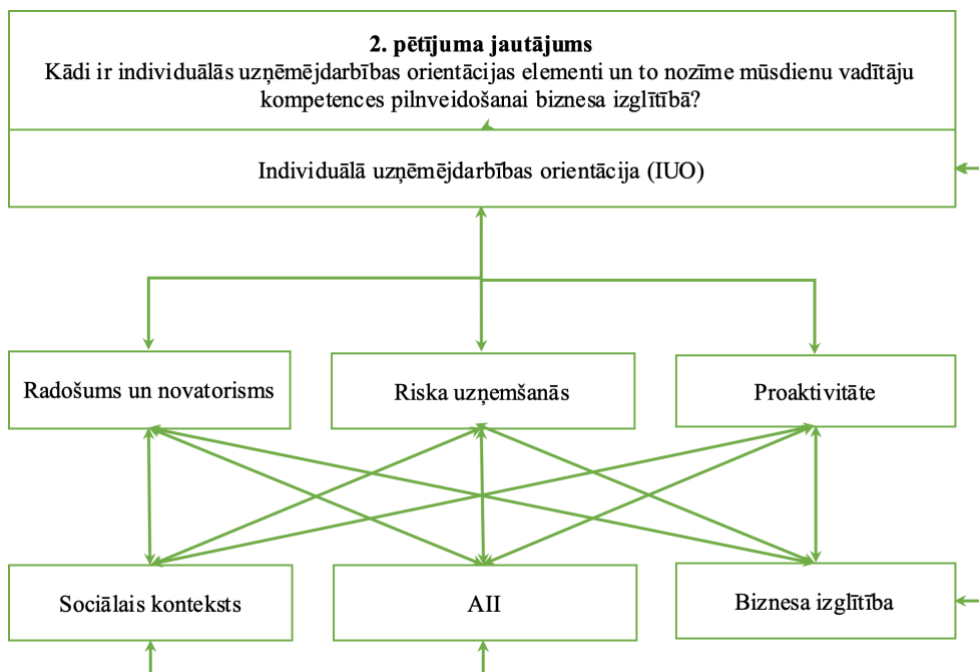 2. pētījuma jautājums
Kādi ir individuālās uzņēmējdarbības orientācijas elementi un to nozīme mūsdienu vadītāju
kompetences pilnveidošanai biznesa izglītībā?
Individuālā uzņēmējdarbības orientācija (IUO)
Radošums un novatorisms
Riska uzņemšanās
Proaktivitāte
Sociālais konteksts
AII
Biznesa izglītība